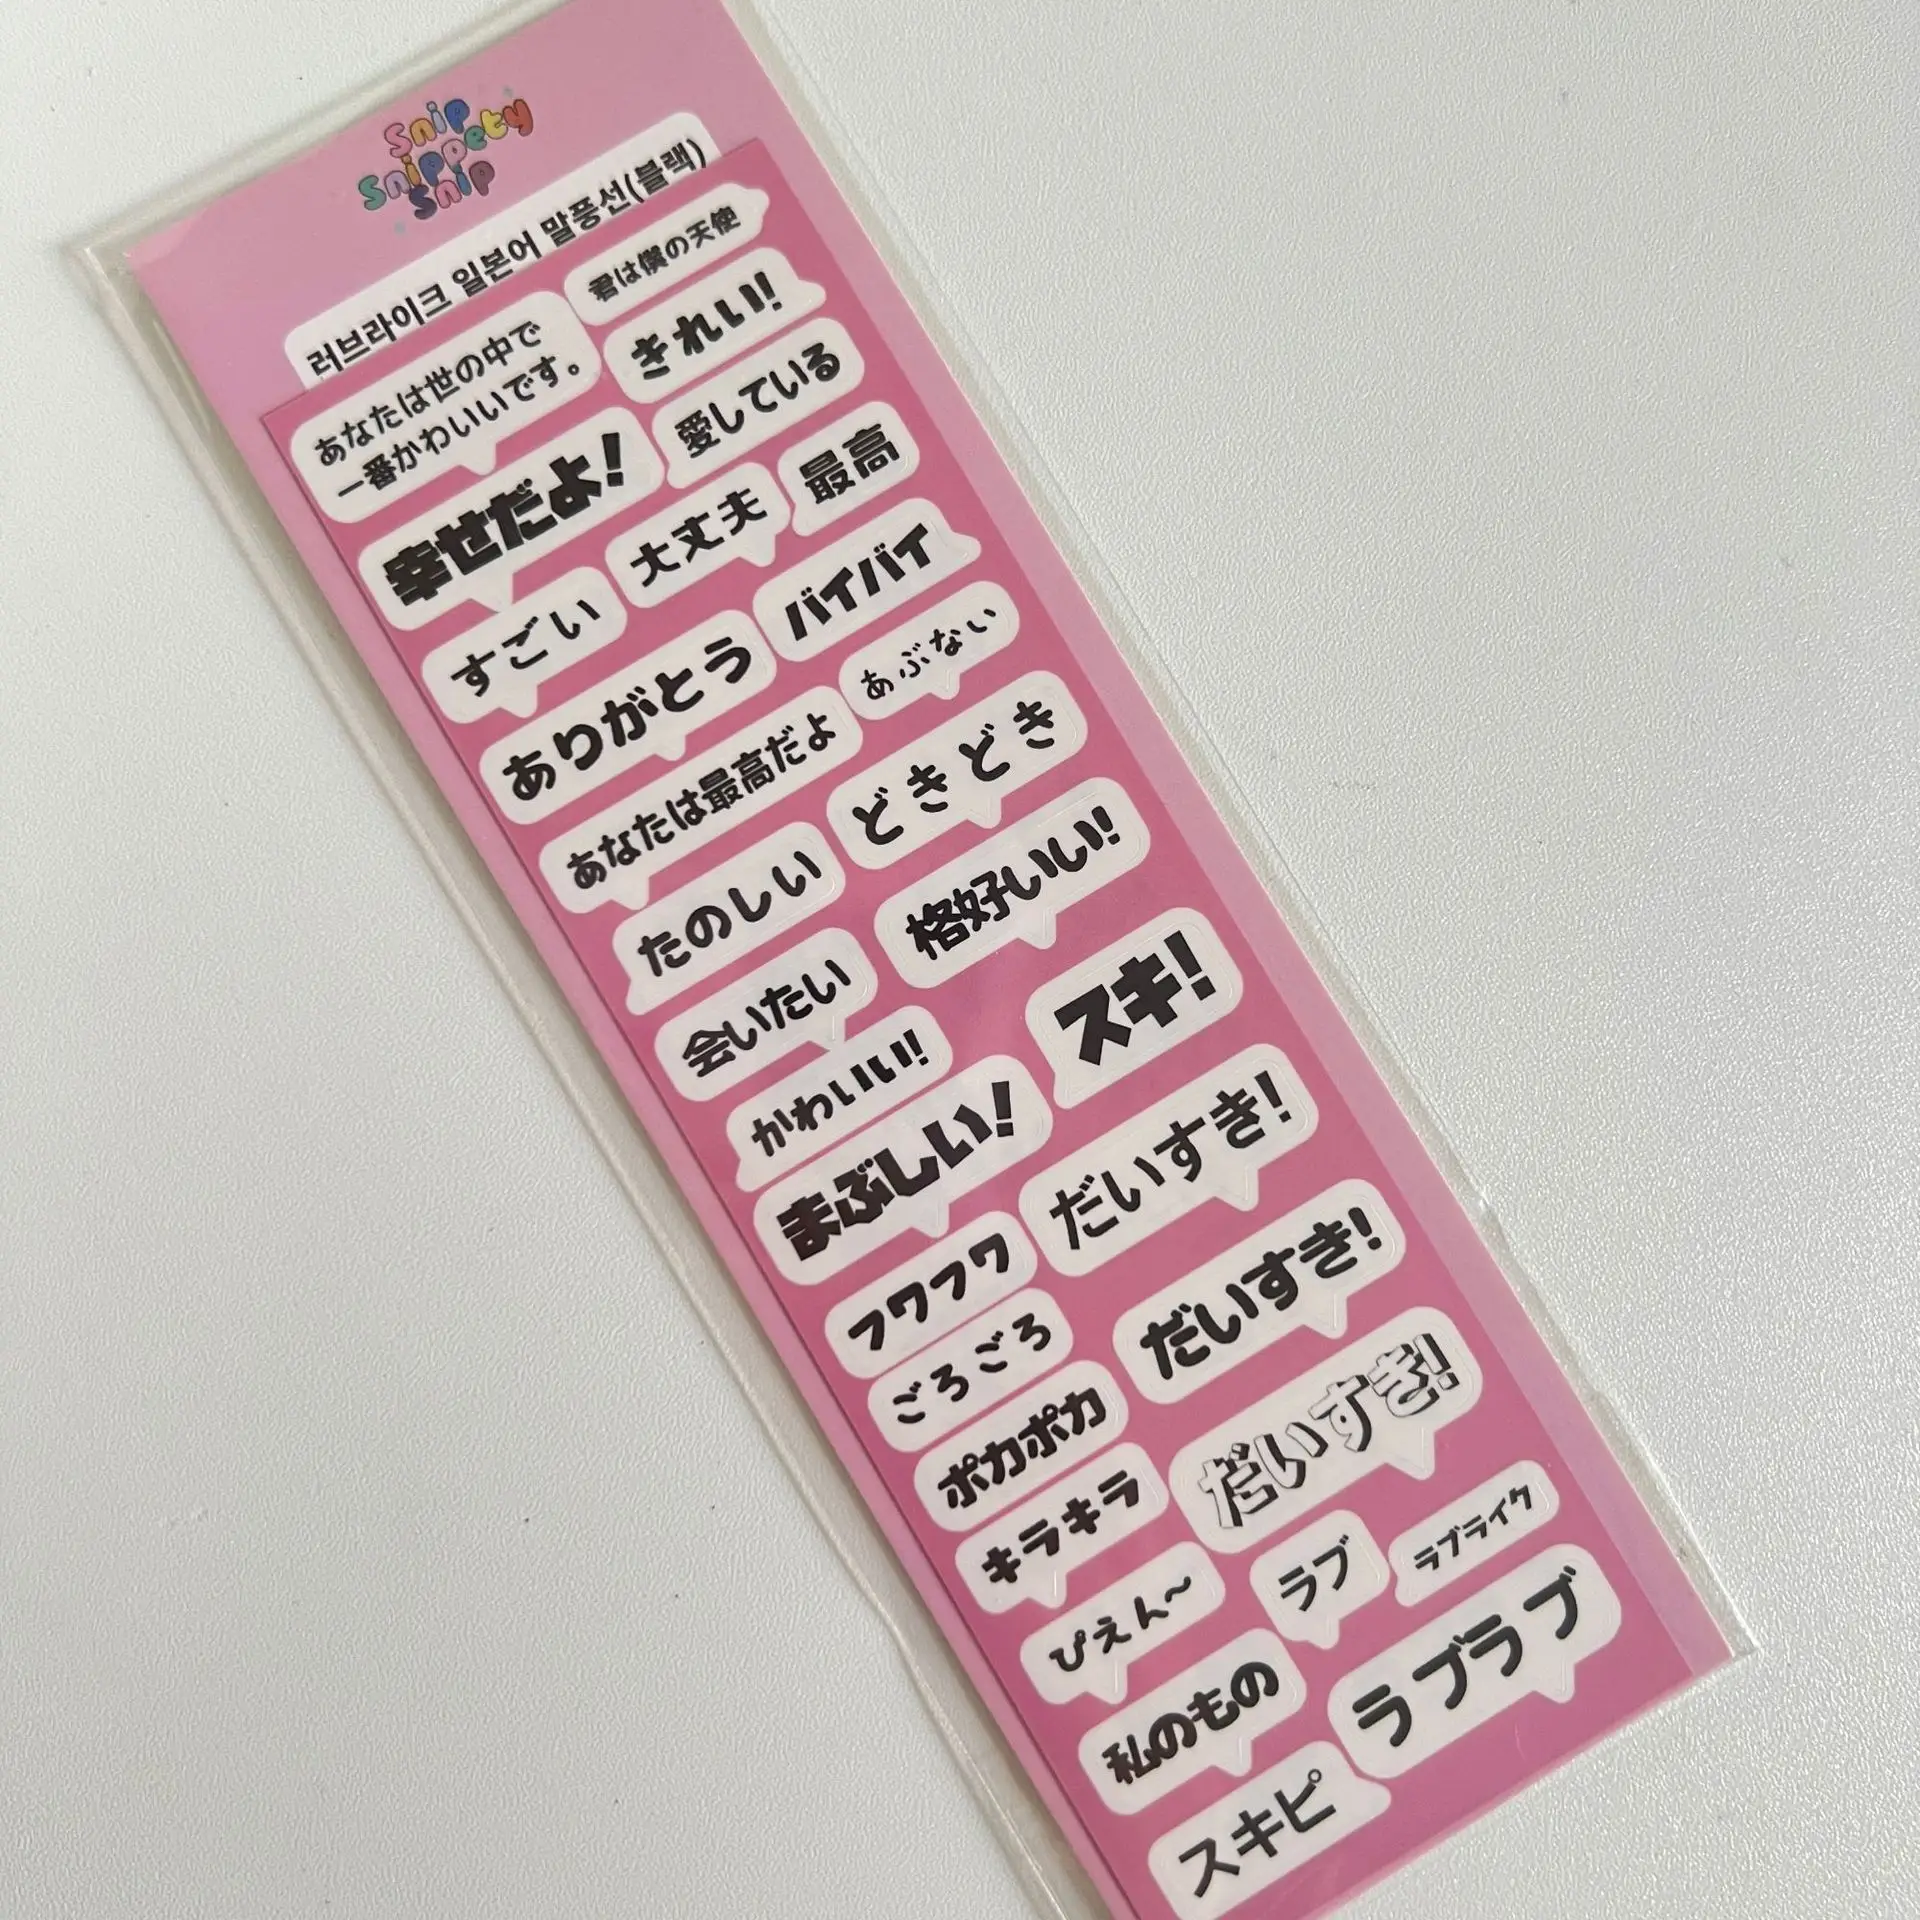 Snip
Snippety
Snip
러브라이크 일본어 말풍선(블랙)
君は僕の天使
あなたは世の中で
一番かわいいです。
きれい!
幸せだよ!
愛している
大丈夫
最高
すごい
バイバイ
ありがとう
あぶない
あなたは最高だよ
どきどき
たのしい
格好いい!
会いたい
スキ!
かわいい!
まぶしい!
だいすき!
フワフワ
だいすき!
ごろごろ
ポカポカ
だいすき!
キラキラ
ラブ
ラブライク
ぴえん~
ラブラブ
私のもの
スキピ